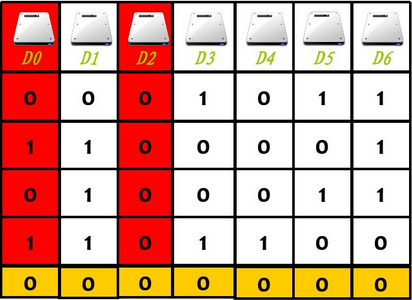 D0 D1 D2 D3 D4 D5 D6
0 0 0 1 0 1 1
1 1 0 0 0 0 1
0 1 0 0 0 1 1
1 1 0 1 1 0 0
0 0 0 0 0 0 0